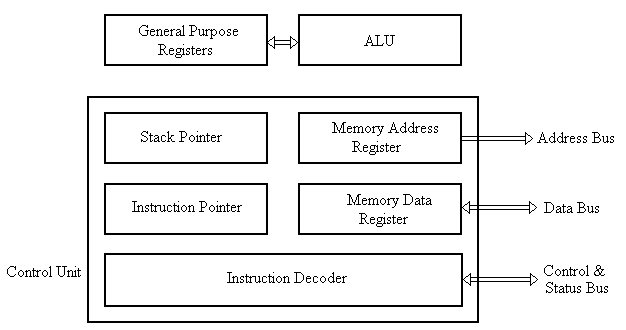 General Purpose
Registers
ALU
Stack Pointer
Memory Address
Register
Address Bus
Instruction Pointer
Memory Data
Register
Data Bus
Control Unit
Instruction Decoder
Control &
Status Bus